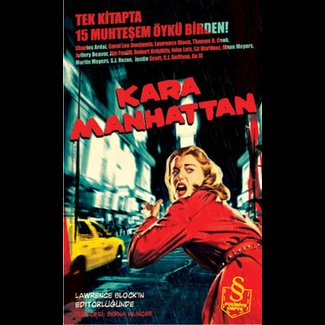 TEK KİTAPTA
15 MUHTEŞEM ÖYKÜ BİRDEN!
Charles Ardai, Carol Lea Benjamin, Lawrence Block, Thomas H. Cook,
Jeffery Deaver, Jim Fusilli, Robert Knightly, John Lutz, Liz Martínez, Maan Meyers,
Martin Meyers, S.J. Rozan, Justin Scott, C.J. Sullivan, Xu Xi
KARA
MANHATTAN
LAWRENCE BLOCK'IN
EDİTÖRLÜĞÜNDE